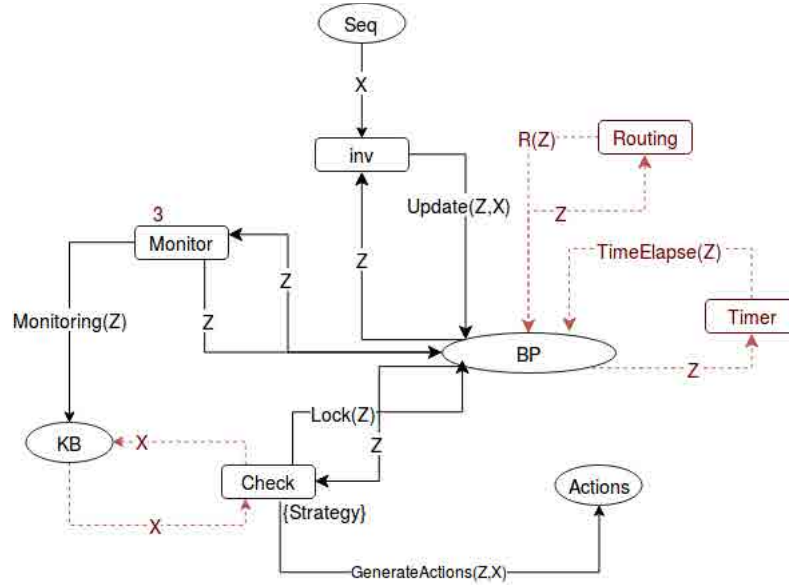 Seq
X
inv
R(Z)
Routing
Update(Z,X)
Z
3
Monitor
Z
Z
TimeElapse(Z)
Z
Monitoring(Z)
Timer
BP
Z
Lock(Z)
KB
X
Z
Check
Actions
{Strategy}
X
GenerateActions(Z,X)